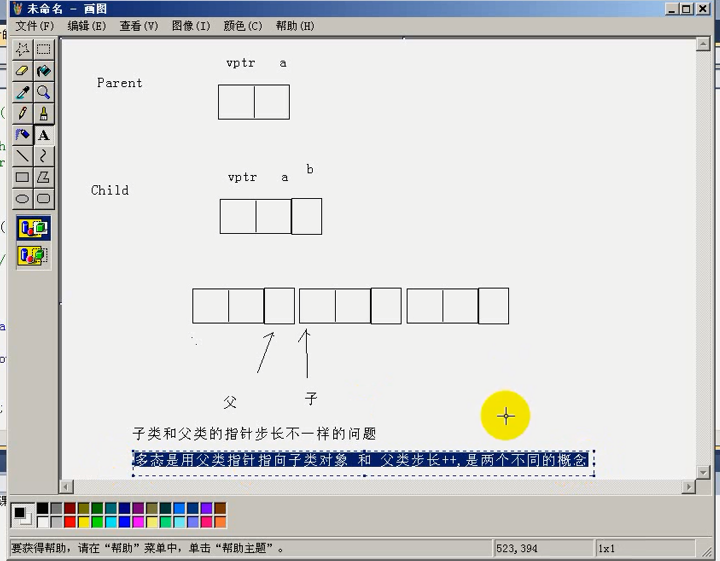 未命名 - 画图
文件(F) 编辑(E) 查看(V) 图像(I) 颜色(C) 帮助(H)
vptr a
Parent
b
vptr a
Child
父
子
子类和父类的指针步长不一样的问题
多态是用父类指针指向子类对象 和 父类步长++,是两个不同的概念
要获得帮助，请在“帮助”菜单中，单击“帮助主题”。
523,394
1x1